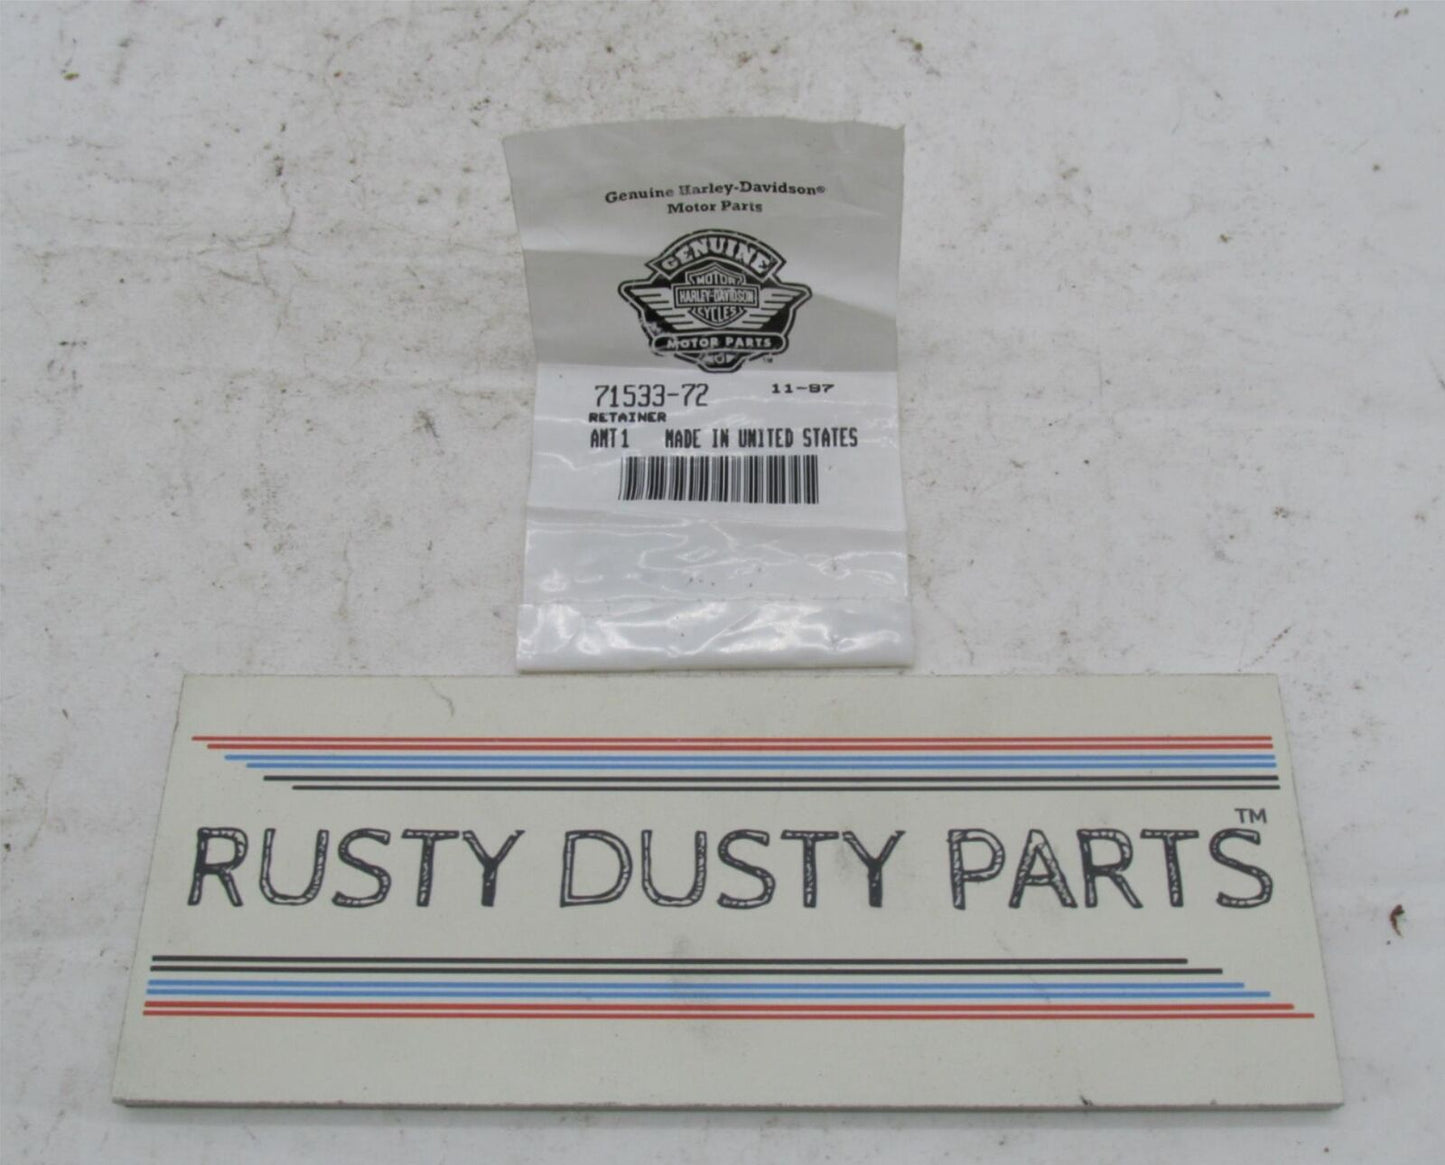 Genuine Harley-Davidson®
Motor Parts
GENUINE
MOTOR
HARLEY-DAVIDSON
CYCLES
MOTOR PARTS
71533-72 11-97
RETAINER
AMT1 MADE IN UNITED STATES
RUSTY DUSTY PARTS™